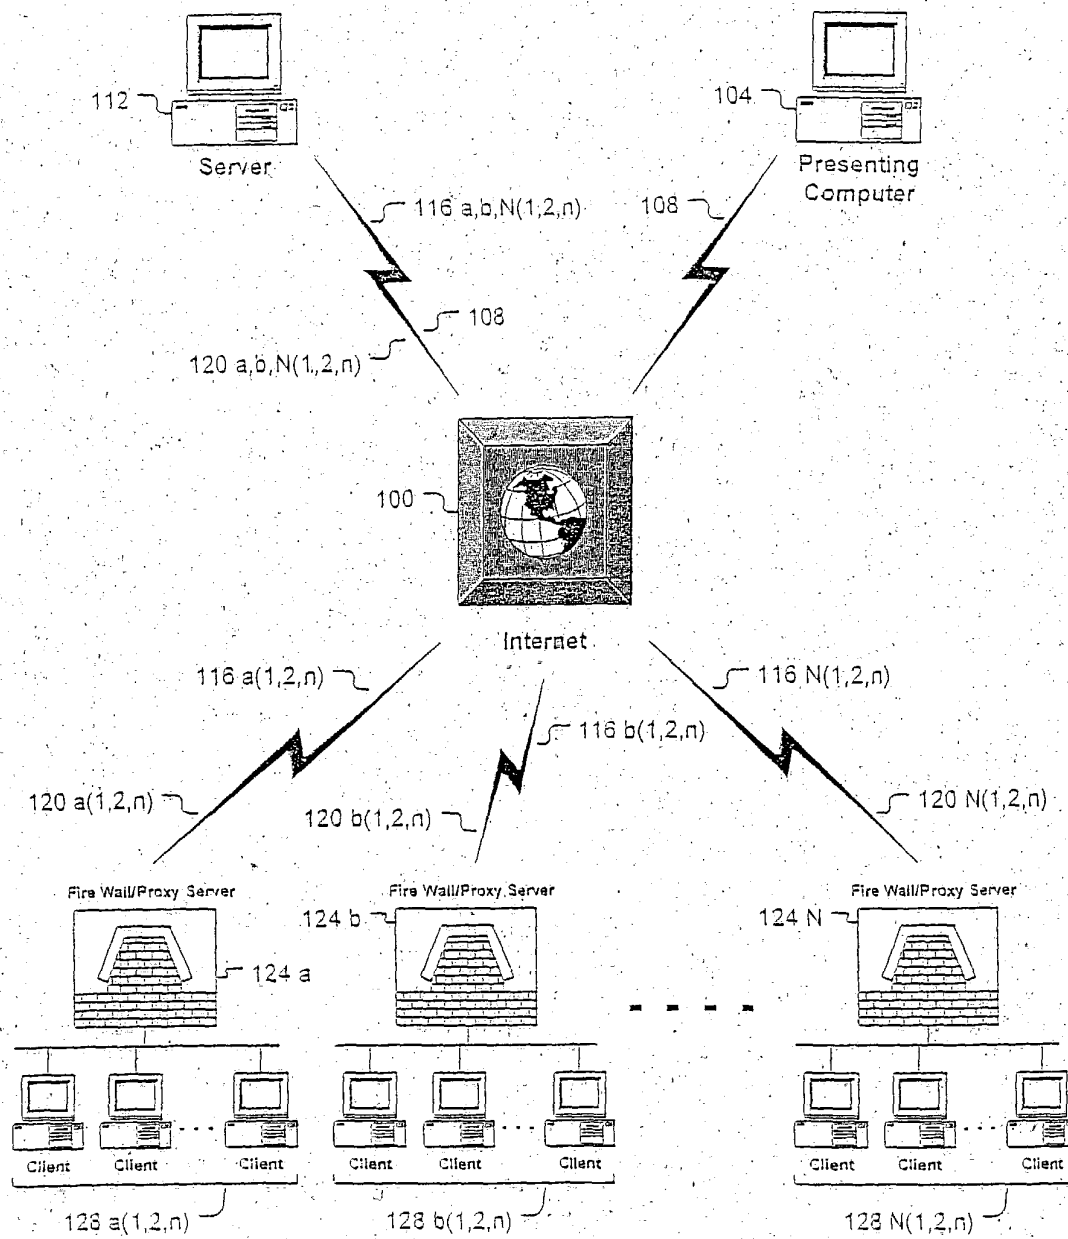 112
Server
104
Presenting
Computer
116 a,b,N(1,2,n)
108
108
120 a,b,N(1,2,n)
100
Internet
116 a(1,2,n)
116 N(1,2,n)
116 b(1,2,n)
120 a(1,2,n)
120 b(1,2,n)
120 N(1,2,n)
Fire Wall/Proxy Server
Fire Wall/Proxy Server
Fire Wall/Proxy Server
124 a
124 b
124 N
Client
Client
Client
Client
Client
Client
Client
Client
Client
128 a(1,2,n)
128 b(1,2,n)
128 N(1,2,n)